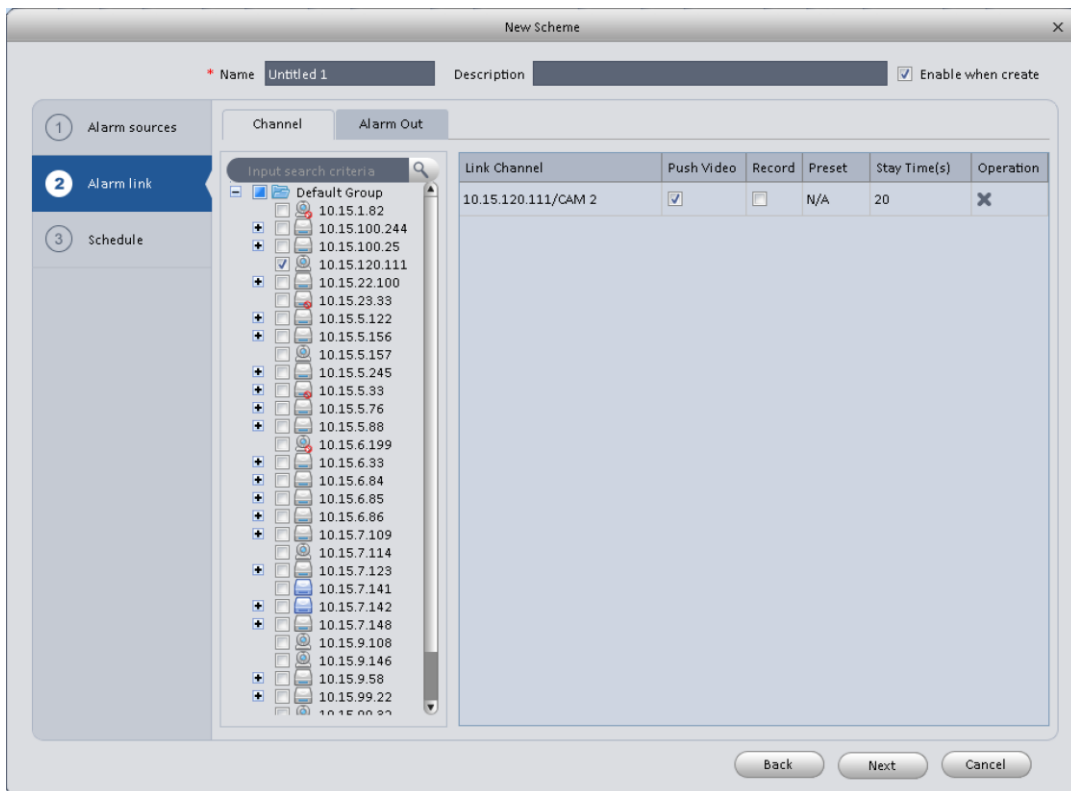 New Scheme
* Name Untitled 1 Description Enable when create
1 Alarm sources
2 Alarm link
3 Schedule
Channel Alarm Out
Input search criteria
Default Group
10.15.1.82
10.15.100.244
10.15.100.25
10.15.120.111
10.15.22.100
10.15.23.33
10.15.5.122
10.15.5.156
10.15.5.157
10.15.5.245
10.15.5.33
10.15.5.76
10.15.5.88
10.15.6.199
10.15.6.33
10.15.6.84
10.15.6.85
10.15.6.86
10.15.7.109
10.15.7.114
10.15.7.123
10.15.7.141
10.15.7.142
10.15.7.148
10.15.9.108
10.15.9.146
10.15.9.58
10.15.99.22
Link Channel Push Video Record Preset Stay Time(s) Operation
10.15.120.111/CAM 2 N/A 20
Back Next Cancel